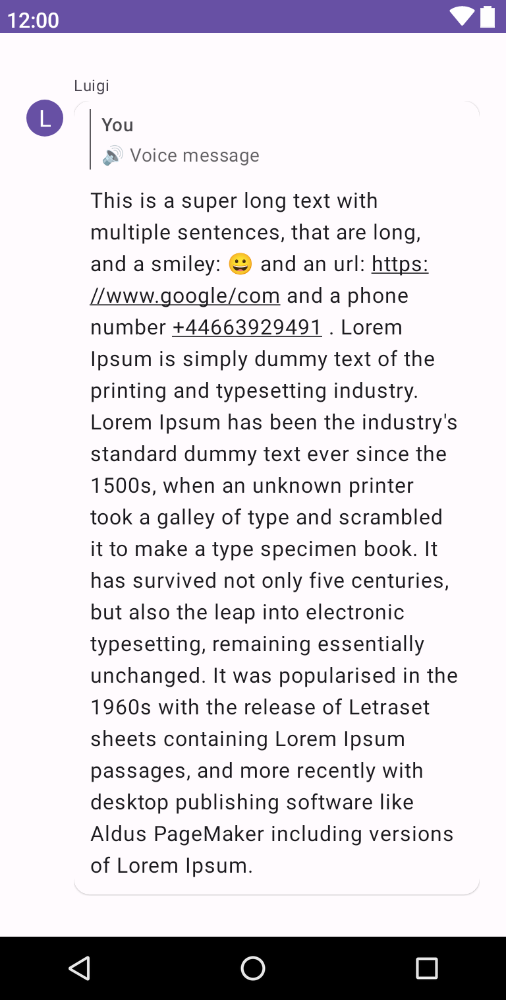 12:00
Luigi
L
You
🔊 Voice message
This is a super long text with
multiple sentences, that are long,
and a smiley: 😀 and an url: https:
//www.google/com and a phone
number +44663929491 . Lorem
Ipsum is simply dummy text of the
printing and typesetting industry.
Lorem Ipsum has been the industry's
standard dummy text ever since the
1500s, when an unknown printer
took a galley of type and scrambled
it to make a type specimen book. It
has survived not only five centuries,
but also the leap into electronic
typesetting, remaining essentially
unchanged. It was popularised in the
1960s with the release of Letraset
sheets containing Lorem Ipsum
passages, and more recently with
desktop publishing software like
Aldus PageMaker including versions
of Lorem Ipsum.